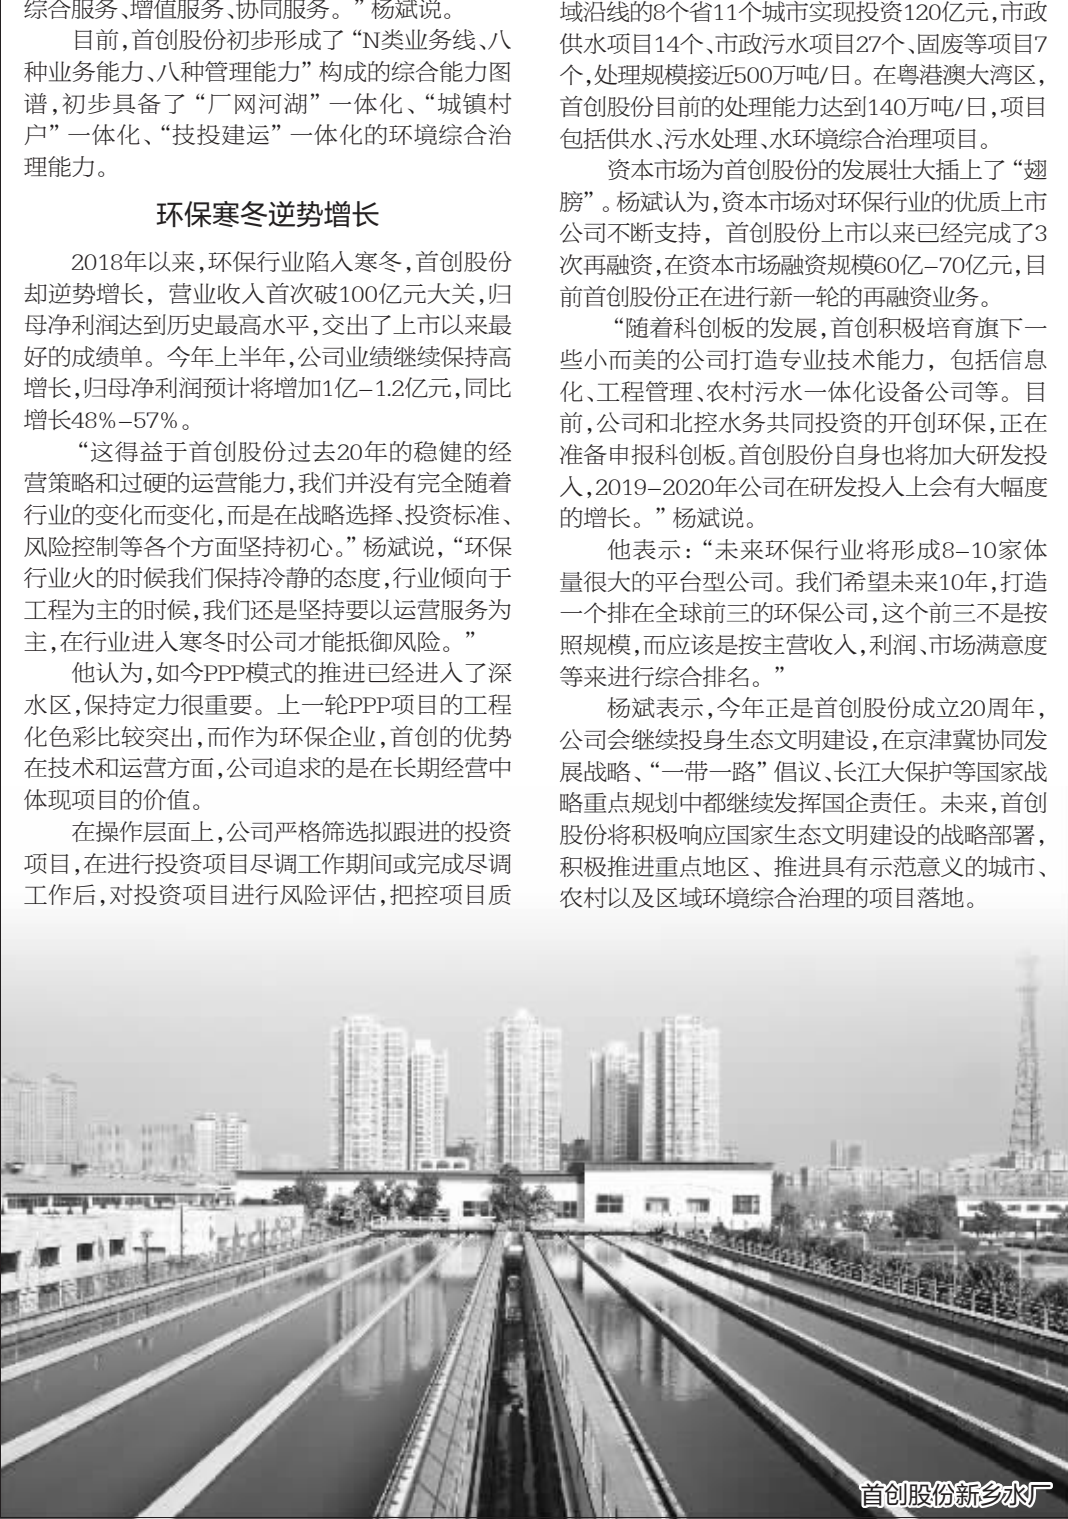 综合服务、增值服务、协同服务。”杨斌说。
目前,首创股份初步形成了“N类业务线、八
种业务能力、八种管理能力”构成的综合能力图
谱,初步具备了“厂网河湖”一体化、“城镇村
户”一体化、“技投建运”一体化的环境综合治
理能力。
环保寒冬逆势增长
2018年以来,环保行业陷入寒冬,首创股份
却逆势增长，营业收入首次破100亿元大关,归
母净利润达到历史最高水平,交出了上市以来最
好的成绩单。今年上半年,公司业绩继续保持高
增长,归母净利润预计将增加1亿–1.2亿元,同比
增长48%–57%。
“这得益于首创股份过去20年的稳健的经
营策略和过硬的运营能力,我们并没有完全随着
行业的变化而变化,而是在战略选择、投资标准、
风险控制等各个方面坚持初心。”杨斌说，“环保
行业火的时候我们保持冷静的态度,行业倾向于
工程为主的时候,我们还是坚持要以运营服务为
主,在行业进入寒冬时公司才能抵御风险。”
他认为,如今PPP模式的推进已经进入了深
水区,保持定力很重要。上一轮PPP项目的工程
化色彩比较突出,而作为环保企业,首创的优势
在技术和运营方面,公司追求的是在长期经营中
体现项目的价值。
在操作层面上,公司严格筛选拟跟进的投资
项目,在进行投资项目尽调工作期间或完成尽调
工作后,对投资项目进行风险评估,把控项目质
域沿线的8个省11个城市实现投资120亿元,市政
供水项目14个、市政污水项目27个、固废等项目7
个,处理规模接近500万吨/日。在粤港澳大湾区,
首创股份目前的处理能力达到140万吨/日,项目
包括供水、污水处理、水环境综合治理项目。
资本市场为首创股份的发展壮大插上了“翅
膀”。杨斌认为,资本市场对环保行业的优质上市
公司不断支持，首创股份上市以来已经完成了3
次再融资,在资本市场融资规模60亿–70亿元,目
前首创股份正在进行新一轮的再融资业务。
“随着科创板的发展,首创积极培育旗下一
些小而美的公司打造专业技术能力，包括信息
化、工程管理、农村污水一体化设备公司等。目
前,公司和北控水务共同投资的开创环保,正在
准备申报科创板。首创股份自身也将加大研发投
入,2019–2020年公司在研发投入上会有大幅度
的增长。”杨斌说。
他表示：“未来环保行业将形成8–10家体
量很大的平台型公司。我们希望未来10年,打造
一个排在全球前三的环保公司,这个前三不是按
照规模,而应该是按主营收入,利润、市场满意度
等来进行综合排名。”
杨斌表示,今年正是首创股份成立20周年,
公司会继续投身生态文明建设,在京津冀协同发
展战略、“一带一路”倡议、长江大保护等国家战
略重点规划中都继续发挥国企责任。未来,首创
股份将积极响应国家生态文明建设的战略部署,
积极推进重点地区、推进具有示范意义的城市、
农村以及区域环境综合治理的项目落地。
首创股份新乡水厂